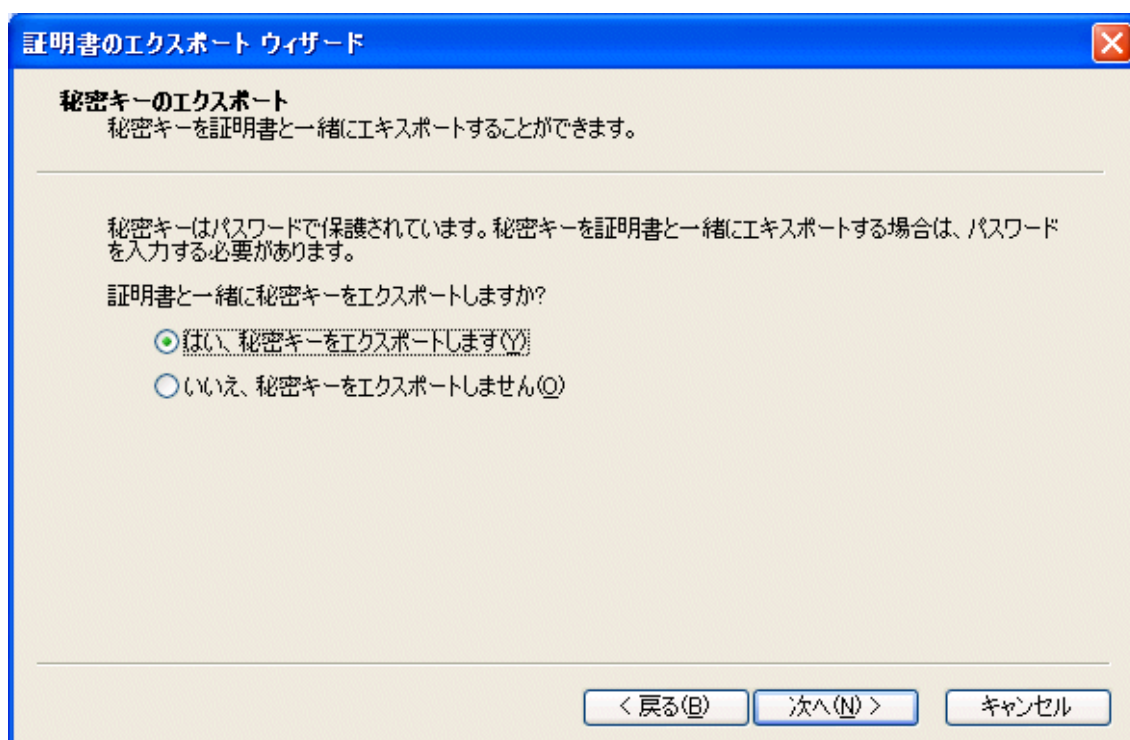 証明書のエクスポート ウィザード
秘密キーのエクスポート
秘密キーを証明書と一緒にエキスポートすることができます。
秘密キーはパスワードで保護されています。秘密キーを証明書と一緒にエキスポートする場合は、パスワード
を入力する必要があります。
証明書と一緒に秘密キーをエクスポートしますか?
はい、秘密キーをエクスポートします(Y)
いいえ、秘密キーをエクスポートしません(O)
< 戻る(B) 次へ(N) > キャンセル